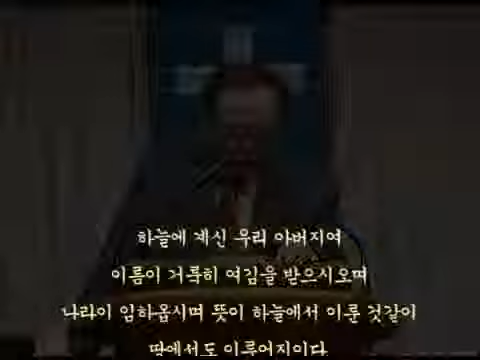 하늘에 계신 우리 아버지여
이름이 거룩히 여김을 받으시오며
나라이 임하옵시며 뜻이 하늘에서 이룬 것같이
땅에서도 이루어지이다